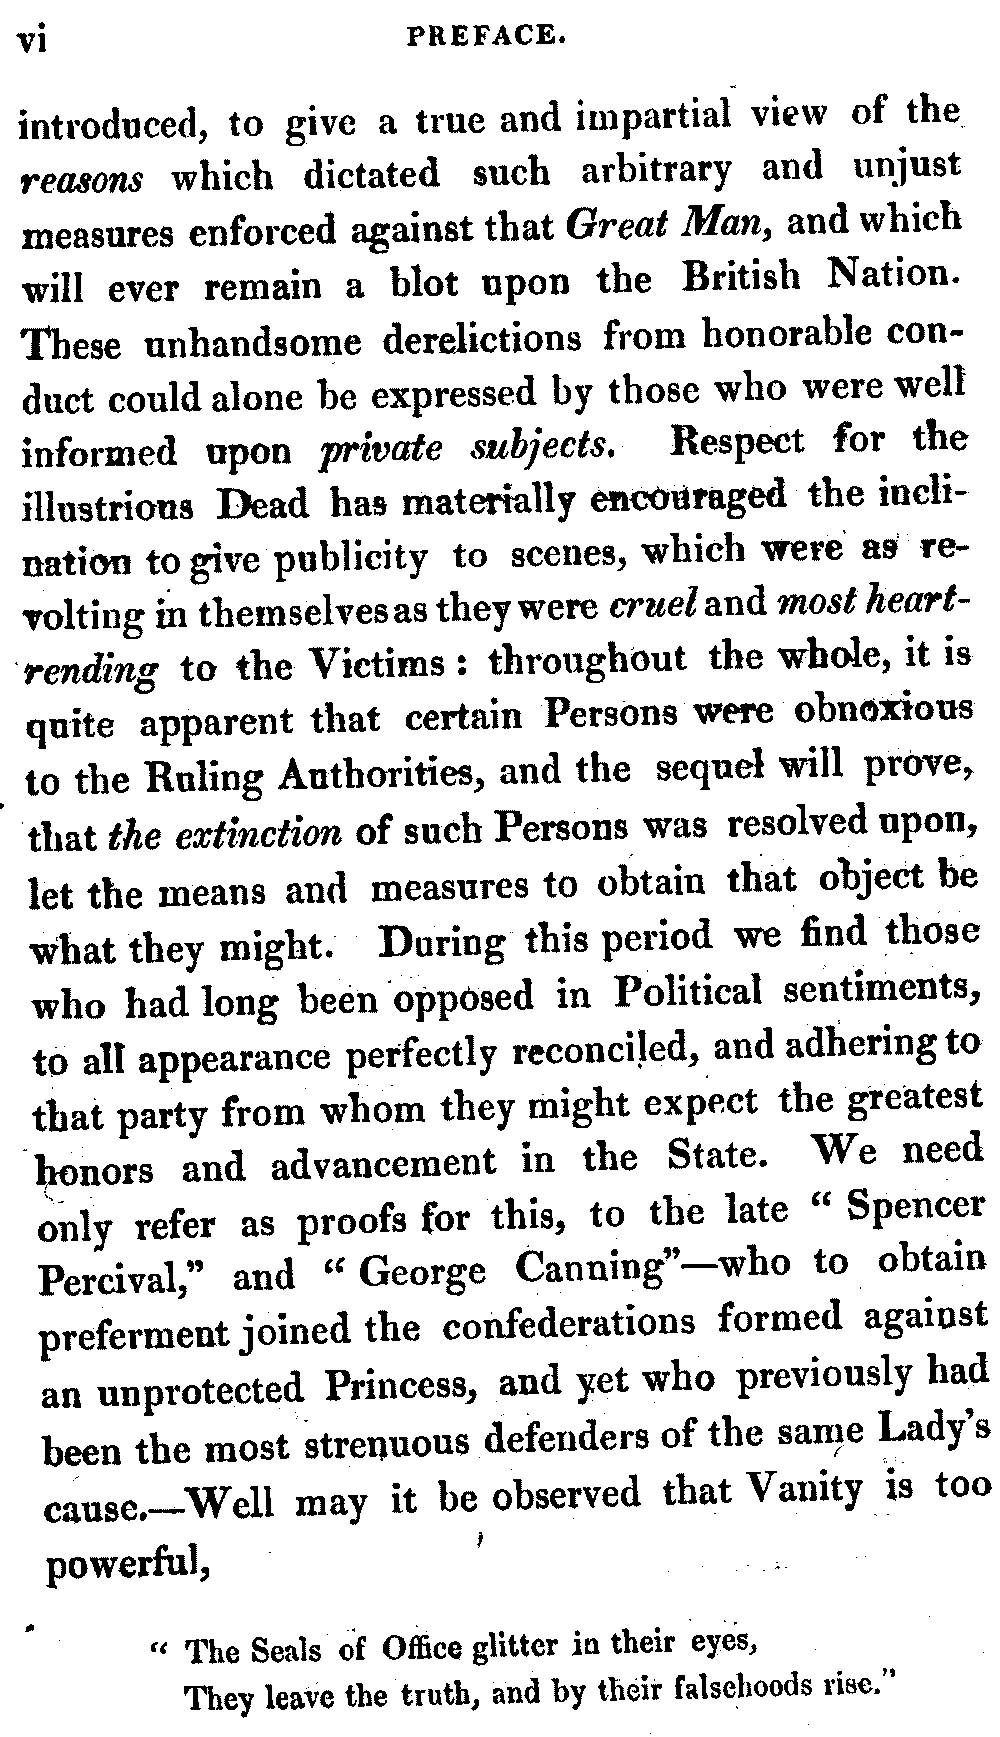 vi PREFACE.
introduced, to give a true and impartial view of the
reasons which dictated such arbitrary and unjust
measures enforced against that Great Man, and which
will ever remain a blot upon the British Nation.
These unhandsome derelictions from honorable con-
duct could alone be expressed by those who were well
informed upon private subjects. Respect for the
illustrious Dead has materially encouraged the incli-
nation to give publicity to scenes, which were as re-
volting in themselves as they were cruel and most heart-
rending to the Victims: throughout the whole, it is
quite apparent that certain Persons were obnoxious
to the Ruling Authorities, and the sequel will prove,
that the extinction of such Persons was resolved upon,
let the means and measures to obtain that object be
what they might. During this period we find those
who had long been opposed in Political sentiments,
to all appearance perfectly reconciled, and adhering to
that party from whom they might expect the greatest
honors and advancement in the State. We need
only refer as proofs for this, to the late “ Spencer
Percival,” and “ George Canning”—who to obtain
preferment joined the confederations formed against
an unprotected Princess, and yet who previously had
been the most strenuous defenders of the same Lady's
cause.—Well may it be observed that Vanity is too
powerful,
“ The Seals of Office glitter in their eyes,
They leave the truth, and by their falsehoods rise.”